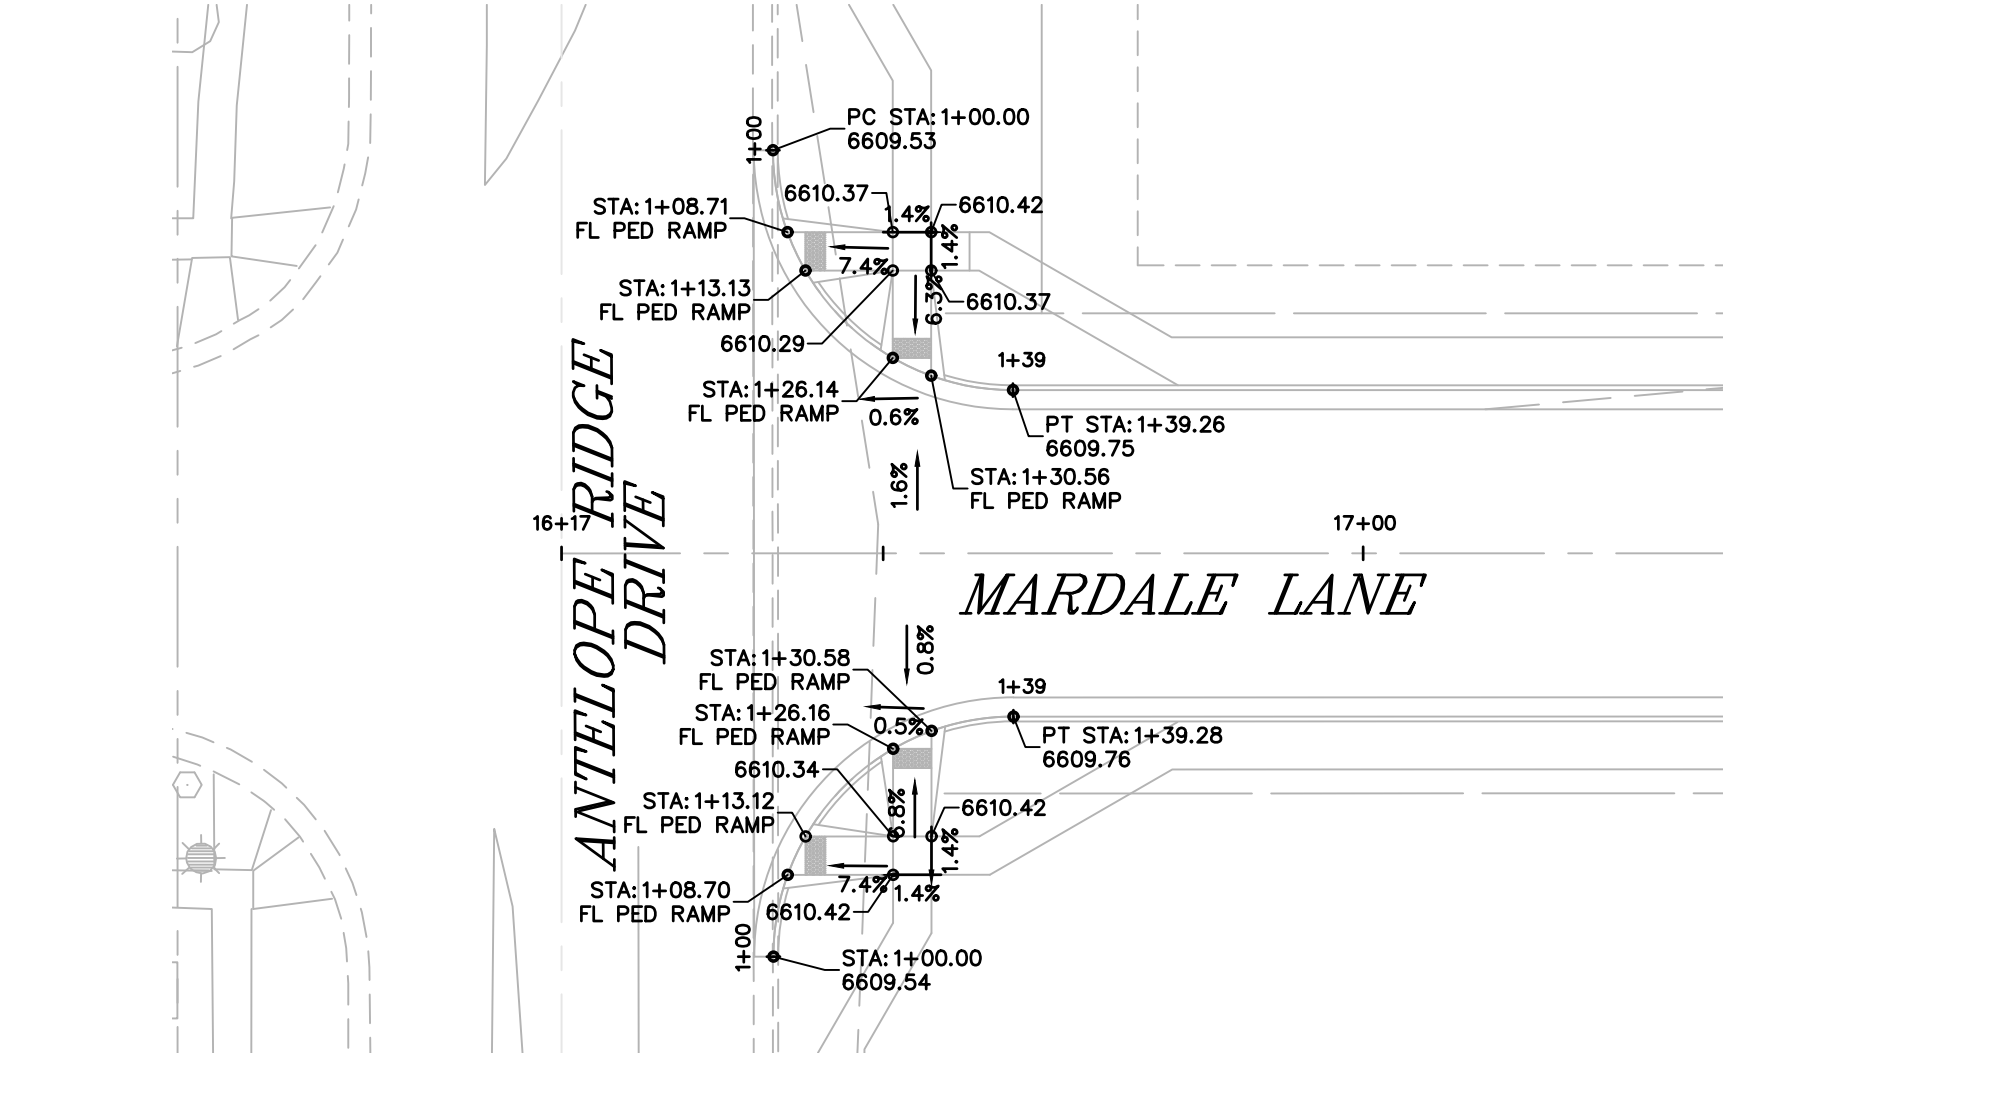 PC STA:1+00.00
6609.53
1+00
6610.37
6610.42
1.4%
1.4%
STA:1+08.71
FL PED RAMP
7.4%
6.3%
6610.37
STA:1+13.13
FL PED RAMP
6610.29
1+39
STA:1+26.14
FL PED RAMP
0.6%
PT STA:1+39.26
6609.75
STA:1+30.56
FL PED RAMP
1.6%
16+17
17+00
ANTELOPE RIDGE
DRIVE
MARDALE LANE
0.8%
STA:1+30.58
FL PED RAMP
1+39
STA:1+26.16
FL PED RAMP
0.5%
PT STA:1+39.28
6609.76
6610.34
STA:1+13.12
FL PED RAMP
6.8%
6610.42
1.4%
7.4%
1.4%
STA:1+08.70
FL PED RAMP
6610.42
1+00
STA:1+00.00
6609.54